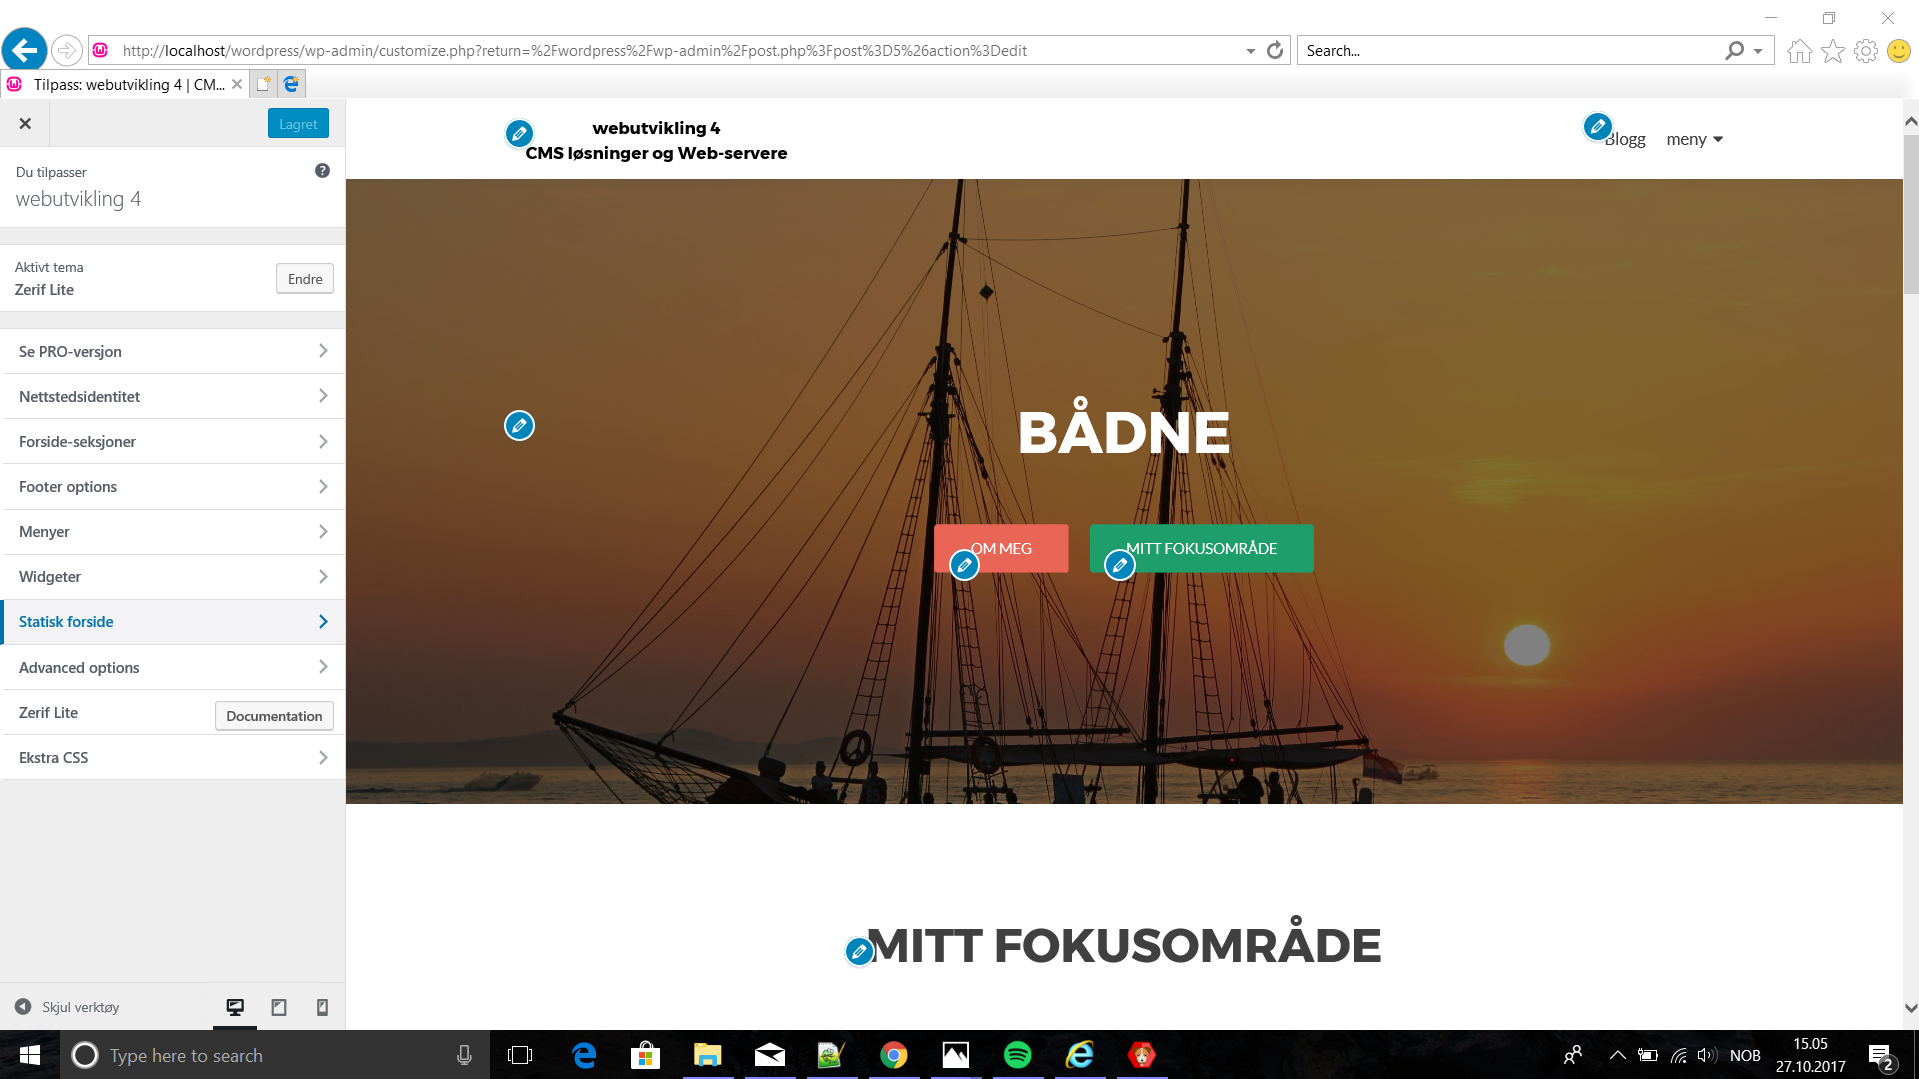 http://localhost/wordpress/wp-admin/customize.php?return=%2Fwordpress%2Fwp-admin%2Fpost.php%3Fpost%3D5%26action%3Dedit
Search...
Tilpass: webutvikling 4 | CM...
Lagret
Du tilpasser
webutvikling 4
Aktivt tema
Zerif Lite
Endre
Se PRO-versjon
Nettstedsidentitet
Forside-seksjoner
Footer options
Menyer
Widgeter
Statisk forside
Advanced options
Zerif Lite
Documentation
Ekstra CSS
Skjul verktøy
webutvikling 4
CMS løsninger og Web-servere
Blogg
meny
BÅDNE
OM MEG
MITT FOKUSOMRÅDE
MITT FOKUSOMRÅDE
Type here to search
NOB
15.05
27.10.2017
2